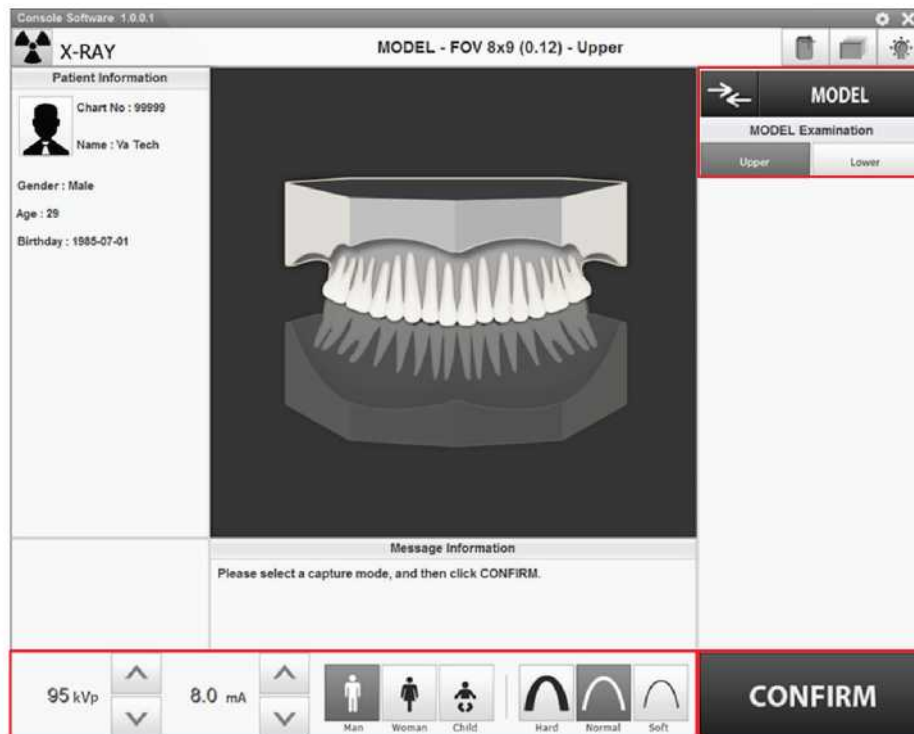 Console Software 1.0.0.1
X-RAY
MODEL - FOV 8x9 (0.12) - Upper
Patient Information
Chart No : 99999
Name : Va Tech
Gender : Male
Age : 29
Birthday : 1985-07-01
MODEL
MODEL Examination
Upper Lower
Message Information
Please select a capture mode, and then click CONFIRM.
95 kVp 8.0 mA
Man Woman Child Hard Normal Soft
CONFIRM